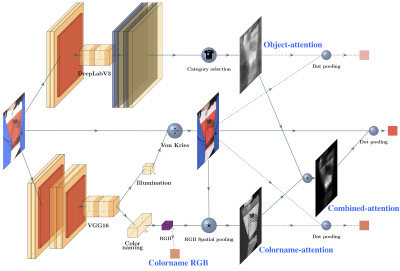 Object-attention
DeepLabV3
Category selection
Dot pooling
Von Kries
Dot pooling
Illumination
Combined-attention
VGG16
Color
naming
RGB
RGB Spatial pooling
Dot pooling
Colorname-attention
Colorname RGB